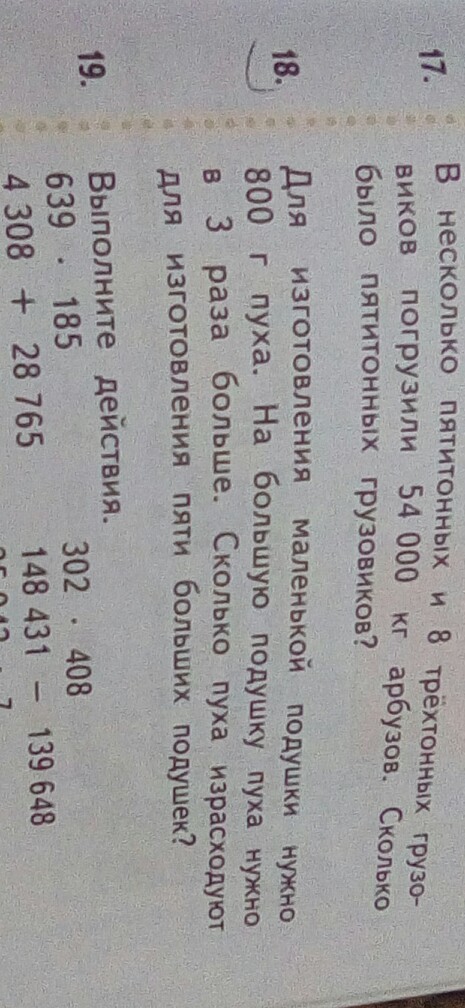 17. В несколько пятитонных и 8 трёхтонных грузо-
виков погрузили 54 000 кг арбузов. Сколько
было пятитонных грузовиков?
18. Для изготовления маленькой подушки нужно
800 г пуха. На большую подушку пуха нужно
в 3 раза больше. Сколько пуха израсходуют
для изготовления пяти больших подушек?
19. Выполните действия.
639 · 185 302 · 408
4 308 + 28 765 148 431 − 139 648